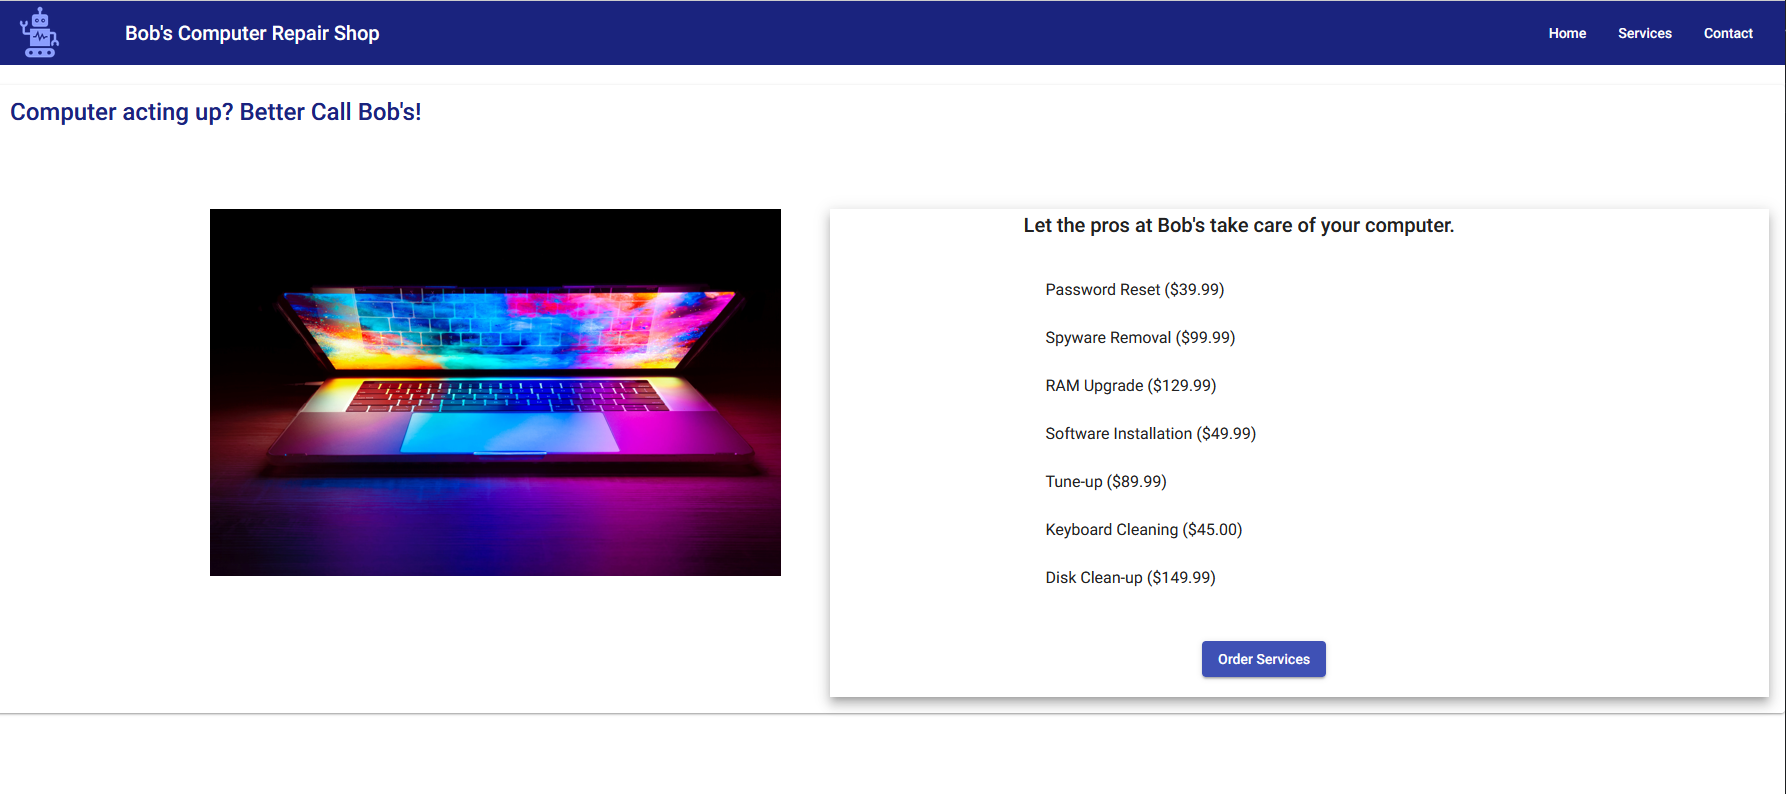 Bob's Computer Repair Shop
Home
Services
Contact
Computer acting up? Better Call Bob's!
Let the pros at Bob's take care of your computer.
Password Reset ($39.99)
Spyware Removal ($99.99)
RAM Upgrade ($129.99)
Software Installation ($49.99)
Tune-up ($89.99)
Keyboard Cleaning ($45.00)
Disk Clean-up ($149.99)
Order Services